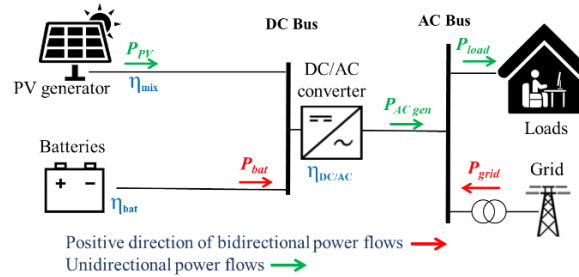 DC Bus
AC Bus
P_PV
PV generator
η_mix
DC/AC
converter
P_AC gen
P_load
Loads
Batteries
+ −
P_bat
η_bat
η_DC/AC
P_grid
Grid
Positive direction of bidirectional power flows
Unidirectional power flows